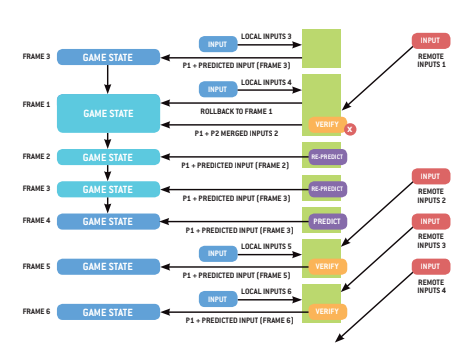 LOCAL INPUTS 3
INPUT
INPUT
FRAME 3
GAME STATE
REMOTE
INPUTS 1
P1 + PREDICTED INPUT (FRAME 3)
LOCAL INPUTS 4
INPUT
FRAME 1
GAME STATE
ROLLBACK TO FRAME 1
VERIFY
X
P1 + P2 MERGED INPUTS 2
FRAME 2
GAME STATE
RE-PREDICT
P1 + PREDICTED INPUT (FRAME 2)
INPUT
FRAME 3
GAME STATE
RE-PREDICT
REMOTE
INPUTS 2
P1 + PREDICTED INPUT (FRAME 3)
FRAME 4
GAME STATE
PREDICT
INPUT
P1 + PREDICTED INPUT (FRAME 3)
REMOTE
INPUTS 3
LOCAL INPUTS 5
INPUT
FRAME 5
GAME STATE
VERIFY
INPUT
P1 + PREDICTED INPUT (FRAME 5)
REMOTE
INPUTS 4
LOCAL INPUTS 6
INPUT
FRAME 6
GAME STATE
VERIFY
P1 + PREDICTED INPUT (FRAME 6)